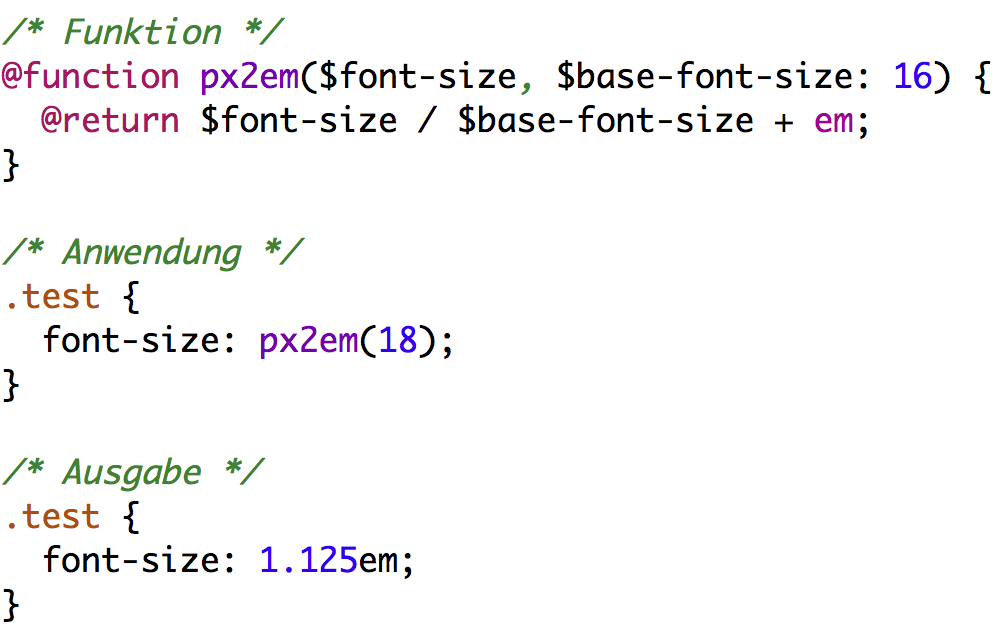 /* Funktion */
@function px2em($font-size, $base-font-size: 16) {
  @return $font-size / $base-font-size + em;
}

/* Anwendung */
.test {
  font-size: px2em(18);
}

/* Ausgabe */
.test {
  font-size: 1.125em;
}